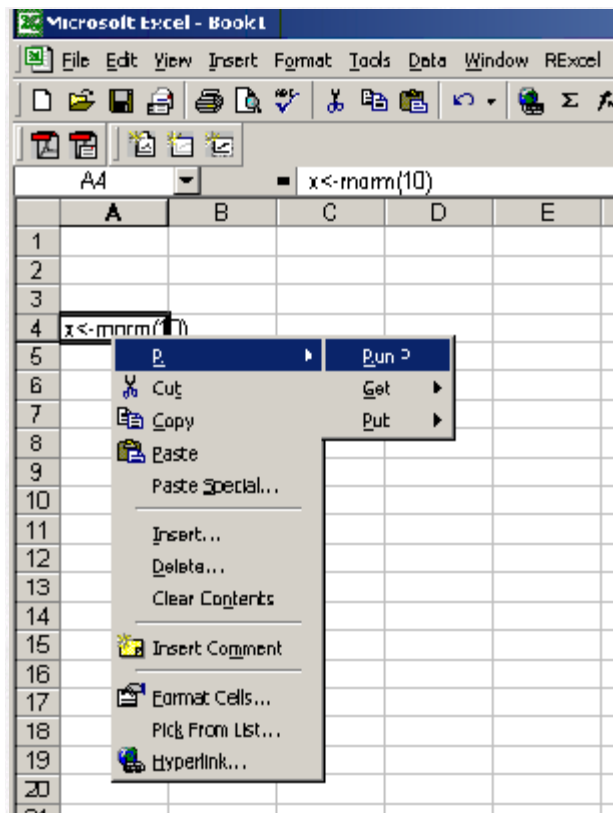 Microsoft Excel - Book1
File Edit View Insert Format Tools Data Window RExcel
A4 = x<-rnorm(10)
A B C D E
1
2
3
4 x<-rnorm(10)
5 R Run R
6 Cut Get
7 Copy Put
8 Paste
9 Paste Special...
10
11 Insert...
12 Delete...
13 Clear Contents
14
15 Insert Comment
16
17 Format Cells...
18 Pick From List...
19 Hyperlink...
20